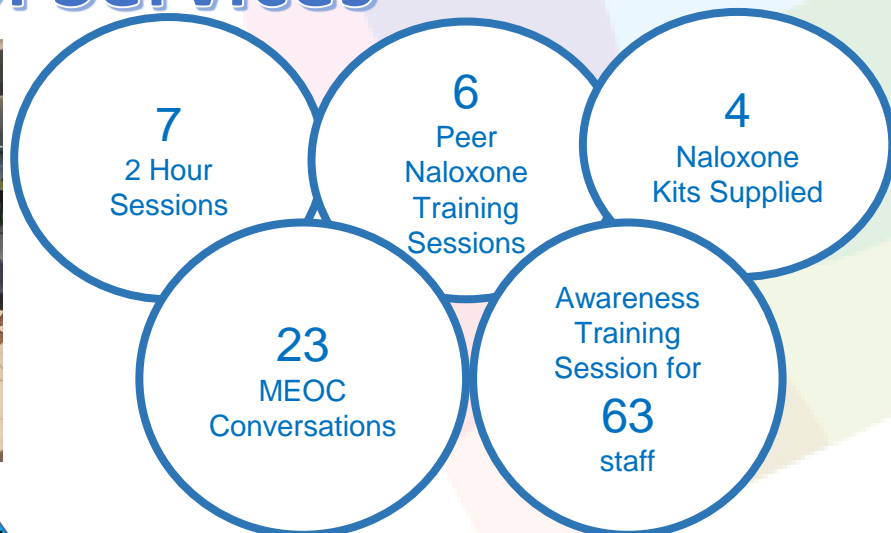 Services
7
2 Hour
Sessions
6
Peer
Naloxone
Training
Sessions
4
Naloxone
Kits Supplied
23
MEOC
Conversations
Awareness
Training
Session for
63
staff